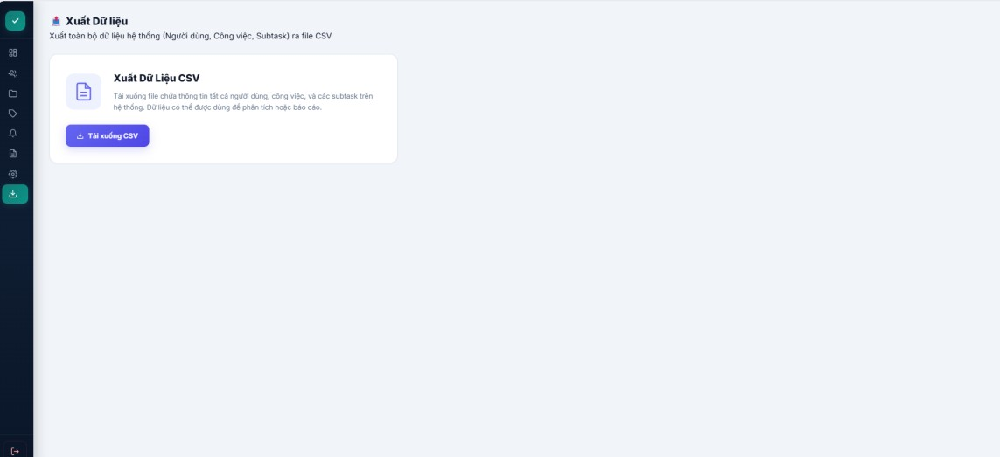 Xuất Dữ liệu
Xuất toàn bộ dữ liệu hệ thống (Người dùng, Công việc, Subtask) ra file CSV
Xuất Dữ Liệu CSV
Tải xuống file chứa thông tin tất cả người dùng, công việc, và các subtask trên
hệ thống. Dữ liệu có thể được dùng để phân tích hoặc báo cáo.
Tải xuống CSV